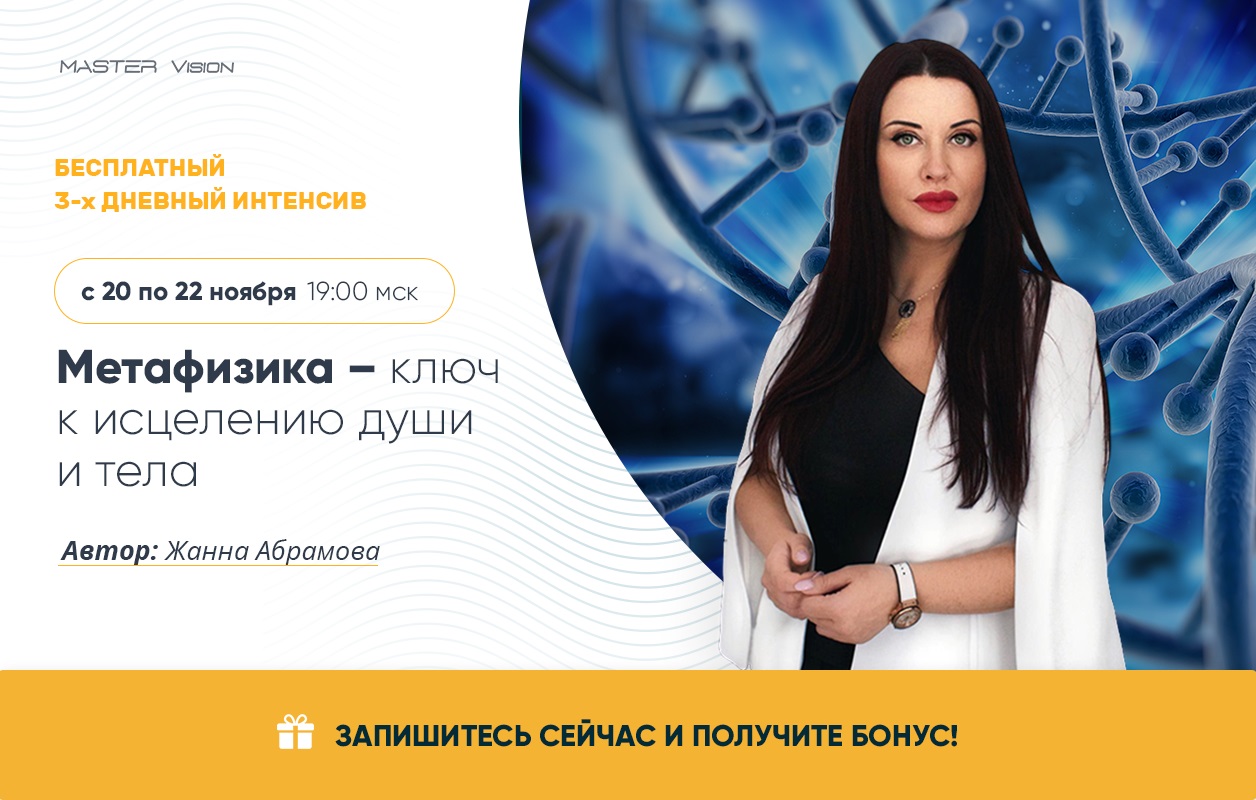 MASTER VISION
БЕСПЛАТНЫЙ
3-х ДНЕВНЫЙ ИНТЕНСИВ
с 20 по 22 ноября 19:00 мск
Метафизика – ключ
к исцелению души
и тела
Автор: Жанна Абрамова
ЗАПИШИТЕСЬ СЕЙЧАС И ПОЛУЧИТЕ БОНУС!